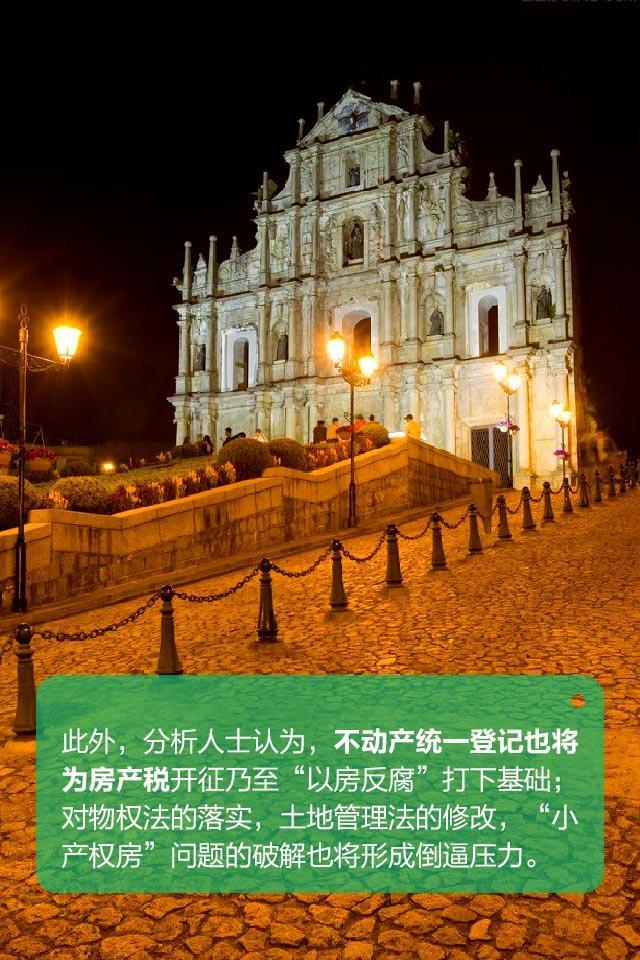 此外，分析人士认为，不动产统一登记也将
为房产税开征乃至“以房反腐”打下基础；
对物权法的落实，土地管理法的修改，“小
产权房”问题的破解也将形成倒逼压力。